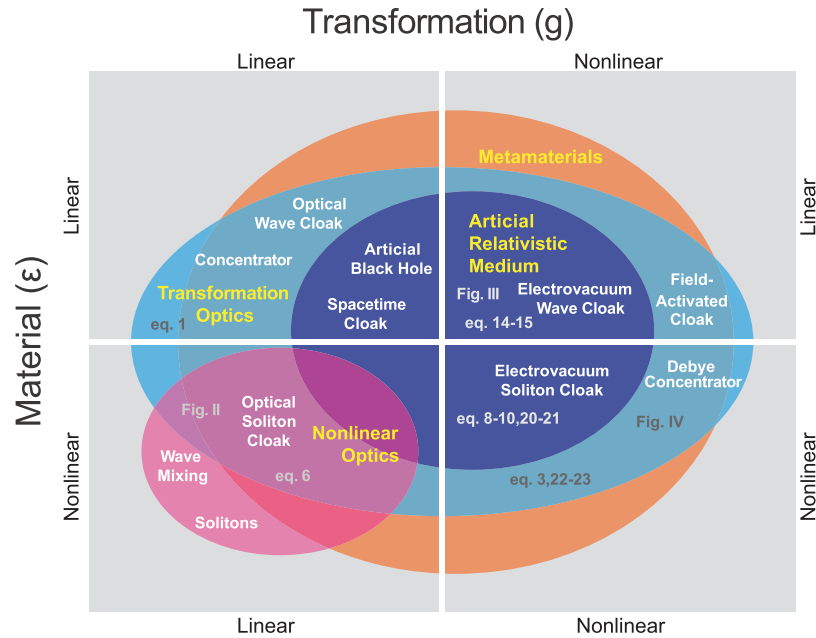 Transformation (g)
Linear
Nonlinear
Material (ε)
Linear
Nonlinear
Linear
Nonlinear
Metamaterials
Optical
Wave Cloak
Concentrator
Transformation
Optics
eq. 1
Articial
Black Hole
Spacetime
Cloak
Articial
Relativistic
Medium
Fig. III
Electrovacuum
Wave Cloak
eq. 14-15
Field-
Activated
Cloak
Fig. II
Optical
Soliton
Cloak
Nonlinear
Optics
Wave
Mixing
eq. 6
Solitons
Electrovacuum
Soliton Cloak
eq. 8-10,20-21
Debye
Concentrator
Fig. IV
eq. 3,22-23
Linear
Nonlinear